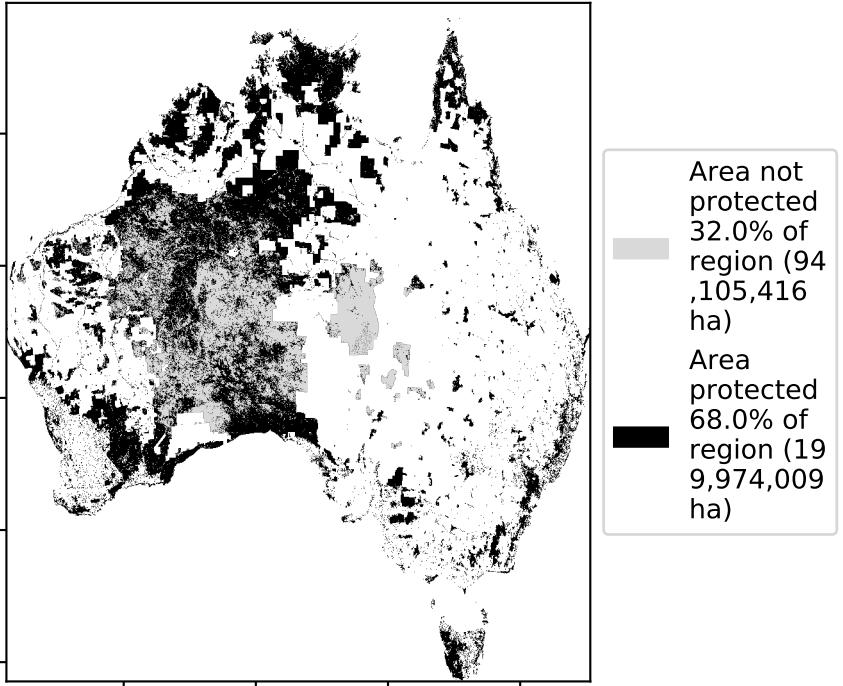 Area not
protected
32.0% of
region (94
,105,416
ha)
Area
protected
68.0% of
region (19
9,974,009
ha)